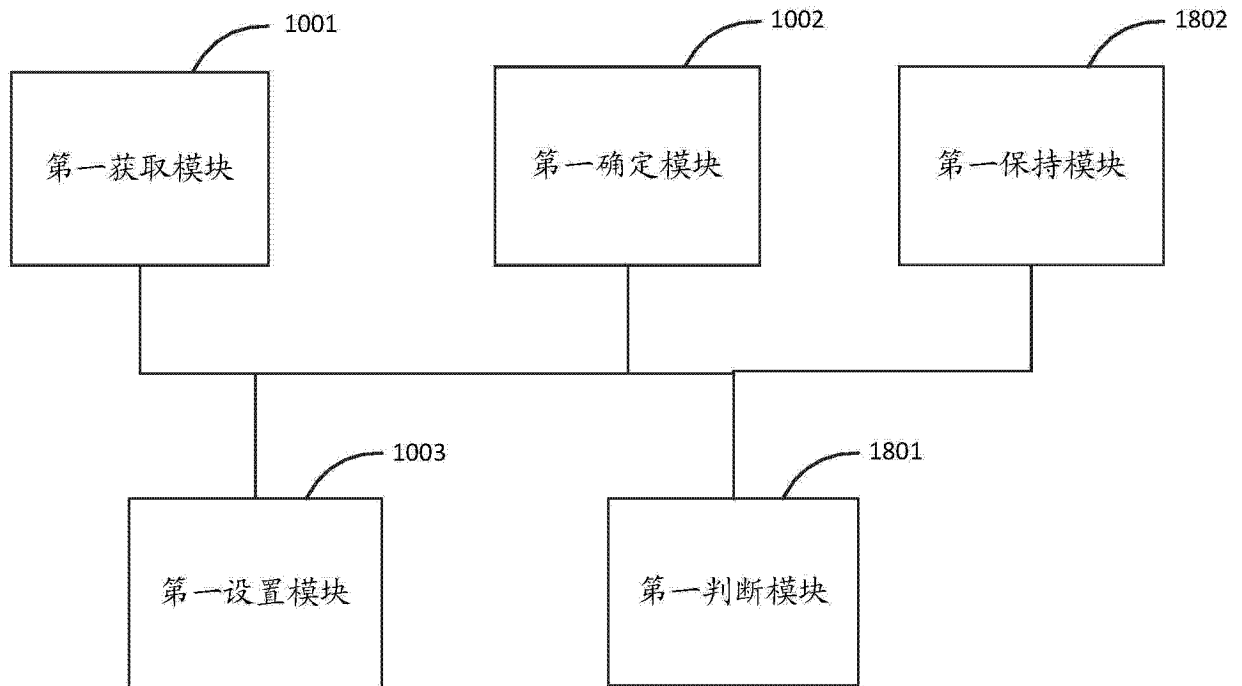 1001
1002
1802
第一获取模块
第一确定模块
第一保持模块
1003
1801
第一设置模块
第一判断模块